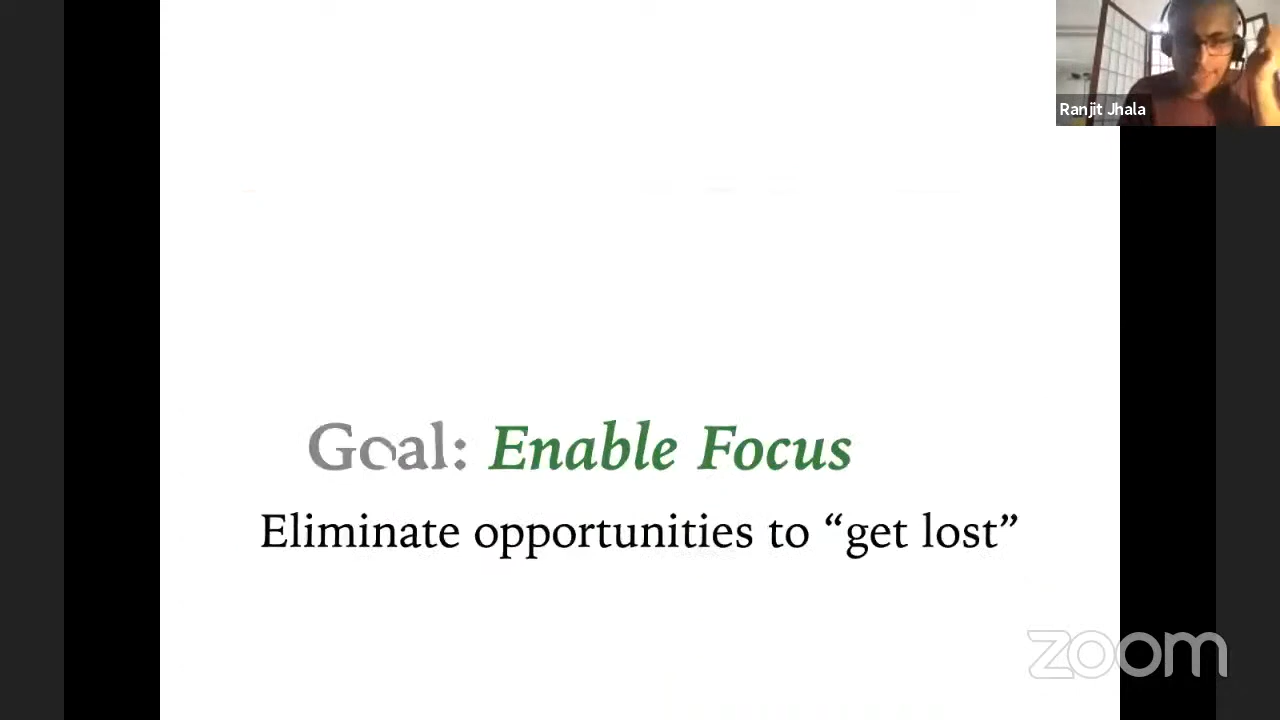 Ranjit Jhala
Goal: Enable Focus
Eliminate opportunities to “get lost”
zoom